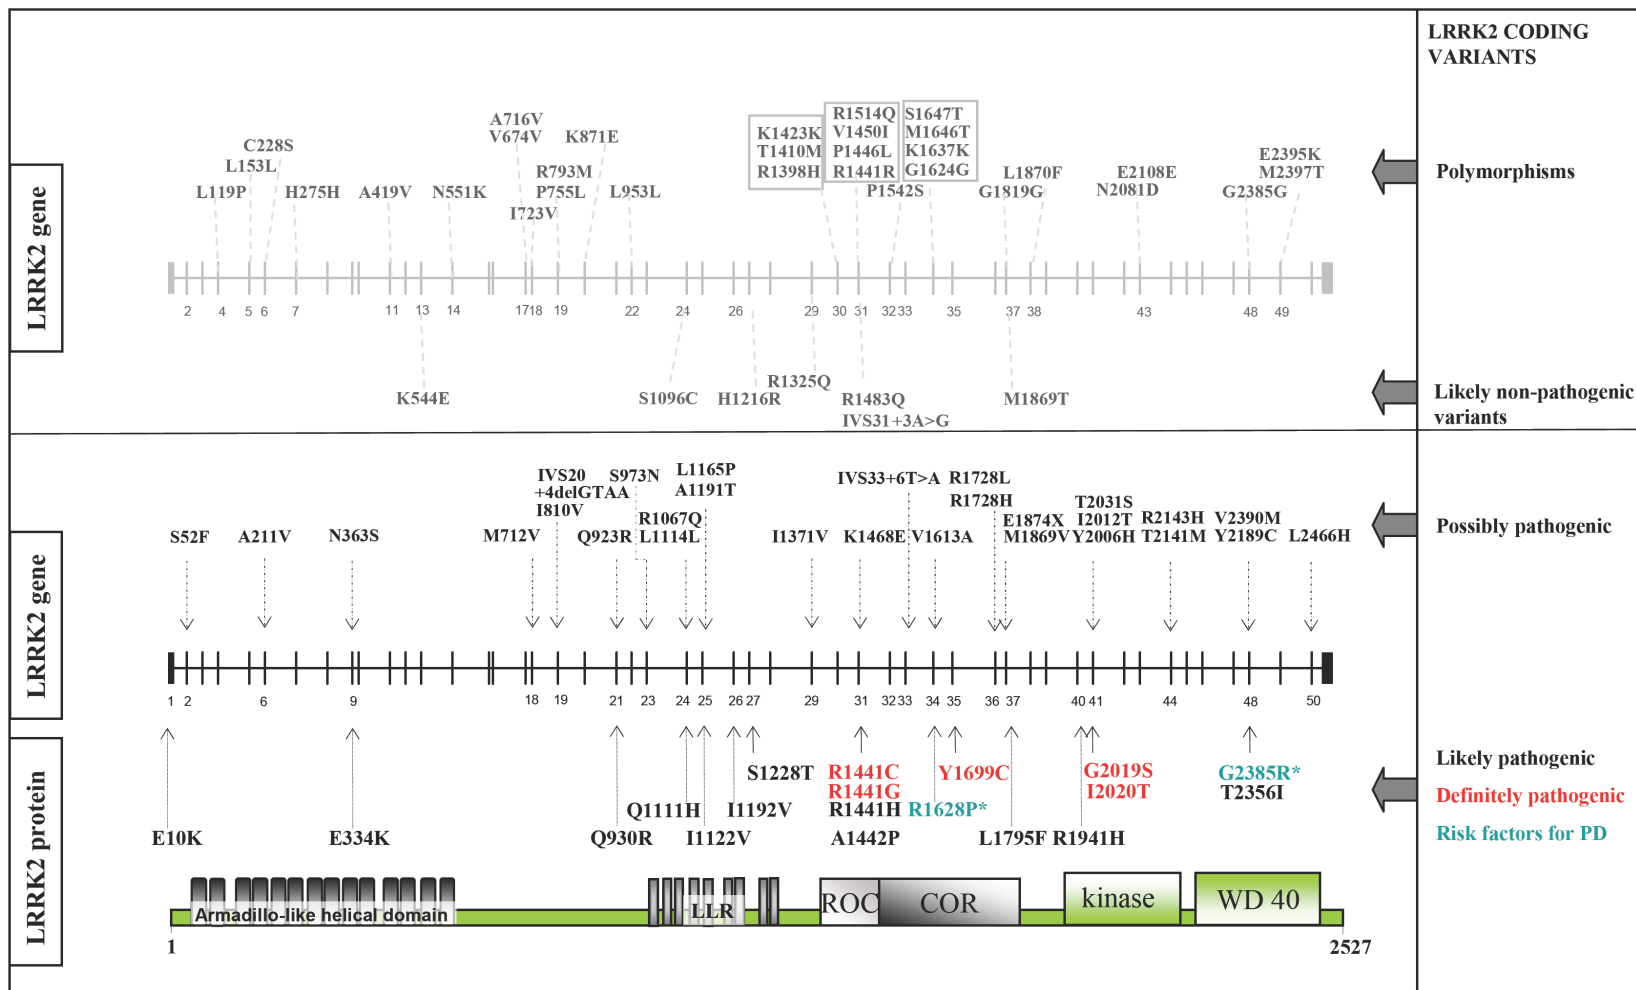 LRRK2 CODING
VARIANTS
LRRK2 gene
A716V
V674V
K871E
C228S
L153L
L119P
H275H
A419V
N551K
R793M
P755L
I723V
L953L
K1423K
T1410M
R1398H
R1514Q
V1450I
P1446L
R1441R
S1647T
M1646T
K1637K
G1624G
P1542S
L1870F
G1819G
E2108E
N2081D
E2395K
M2397T
G2385G
Polymorphisms
2 4 5 6 7 11 13 14 17 18 19 22 24 26 29 30 31 32 33 35 37 38 43 48 49
K544E
S1096C
H1216R
R1325Q
R1483Q
IVS31+3A>G
M1869T
Likely non-pathogenic
variants
LRRK2 gene
S52F
A211V
N363S
M712V
IVS20
+4delGTAA
I810V
S973N
Q923R
R1067Q
L1114L
L1165P
A1191T
I1371V
K1468E
IVS33+6T>A
V1613A
R1728L
R1728H
E1874X
M1869V
T2031S
I2012T
Y2006H
R2143H
T2141M
V2390M
Y2189C
L2466H
Possibly pathogenic
1 2 6 9 18 19 21 23 24 25 26 27 29 31 32 33 34 35 36 37 40 41 44 48 50
LRRK2 protein
E10K
E334K
Q930R
Q1111H
I1122V
I1192V
S1228T
R1441C
R1441G
R1441H
A1442P
R1628P*
Y1699C
L1795F
R1941H
G2019S
I2020T
G2385R*
T2356I
Likely pathogenic
Definitely pathogenic
Risk factors for PD
Armadillo-like helical domain
LLR
ROC
COR
kinase
WD 40
1
2527